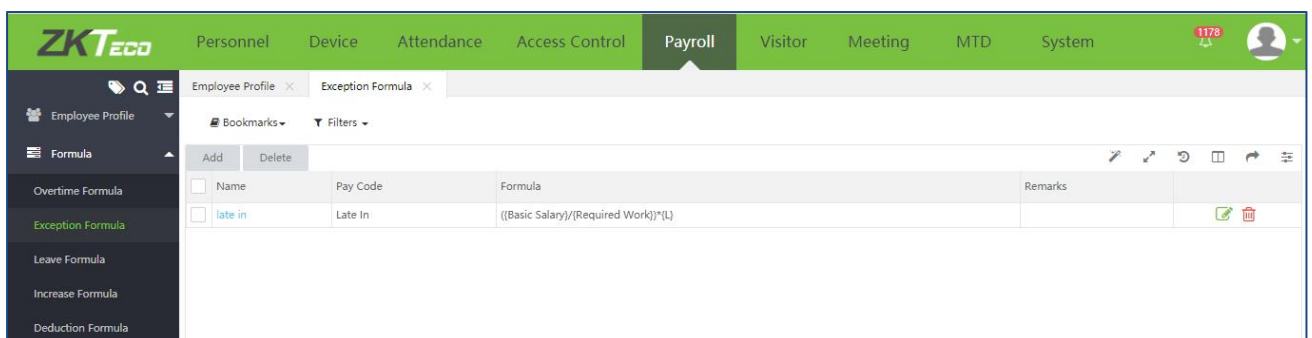 ZKTECO Personnel Device Attendance Access Control Payroll Visitor Meeting MTD System 1178
Employee Profile Exception Formula
Employee Profile
Bookmarks Filters
Formula
Add Delete
Overtime Formula
Name Pay Code Formula Remarks
late in Late In ({Basic Salary}/{Required Work})*{L}
Exception Formula
Leave Formula
Increase Formula
Deduction Formula